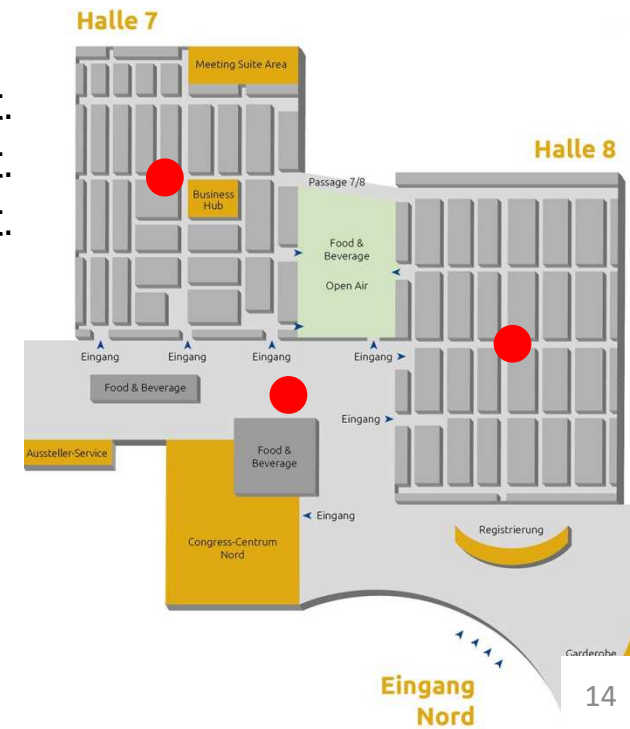 Halle 7
Meeting Suite Area
Halle 8
Passage 7/8
Business
Hub
Food &
Beverage
Open Air
Eingang
Eingang
Eingang
Eingang
Food & Beverage
Eingang
Aussteller-Service
Food &
Beverage
Eingang
Registrierung
Congress-Centrum
Nord
Garderobe
Eingang
Nord
14